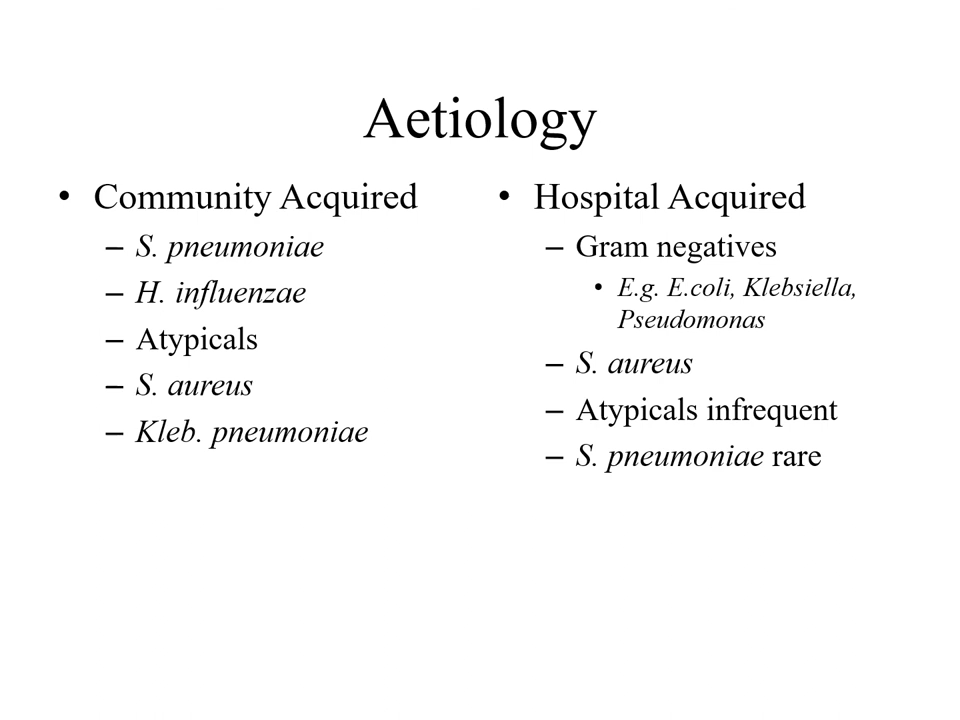 Aetiology
• Community Acquired
– S. pneumoniae
– H. influenzae
– Atypicals
– S. aureus
– Kleb. pneumoniae
• Hospital Acquired
– Gram negatives
• E.g. E.coli, Klebsiella,
Pseudomonas
– S. aureus
– Atypicals infrequent
– S. pneumoniae rare